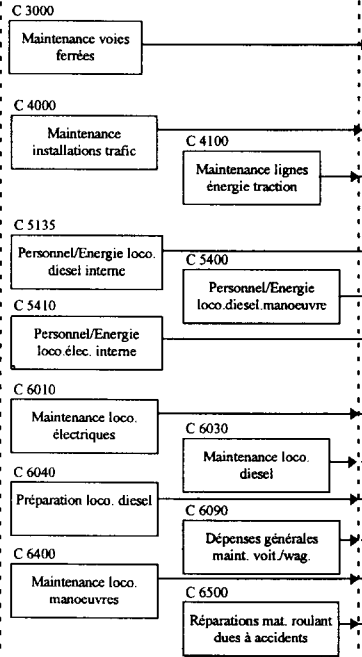 C 3000
Maintenance voies
ferrées
C 4000
Maintenance
installations trafic
C 4100
Maintenance lignes
énergie traction
C 5135
Personnel/Energie loco.
diesel interne
C 5400
Personnel/Energie
loco.diesel.manoeuvre
C 5410
Personnel/Energie
loco.élec. interne
C 6010
Maintenance loco.
électriques
C 6030
Maintenance loco.
diesel
C 6040
Préparation loco. diesel
C 6090
Dépenses générales
maint. voit./wag.
C 6400
Maintenance loco.
manoeuvres
C 6500
Réparations mat. roulant
dues à accidents